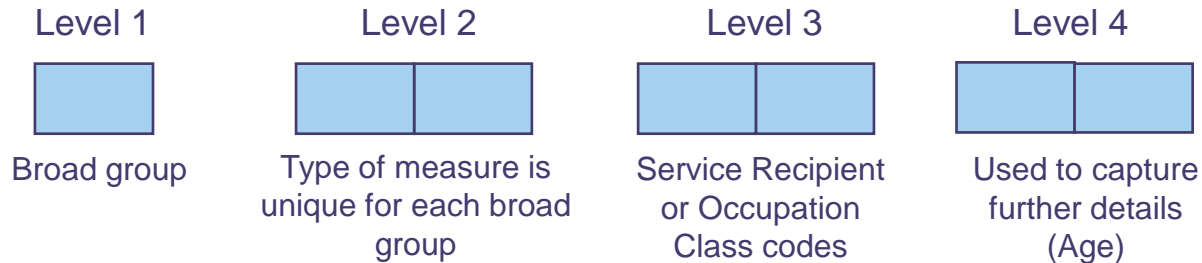 Level 1
Level 2
Level 3
Level 4
Broad group
Type of measure is
unique for each broad
group
Service Recipient
or Occupation
Class codes
Used to capture
further details
(Age)